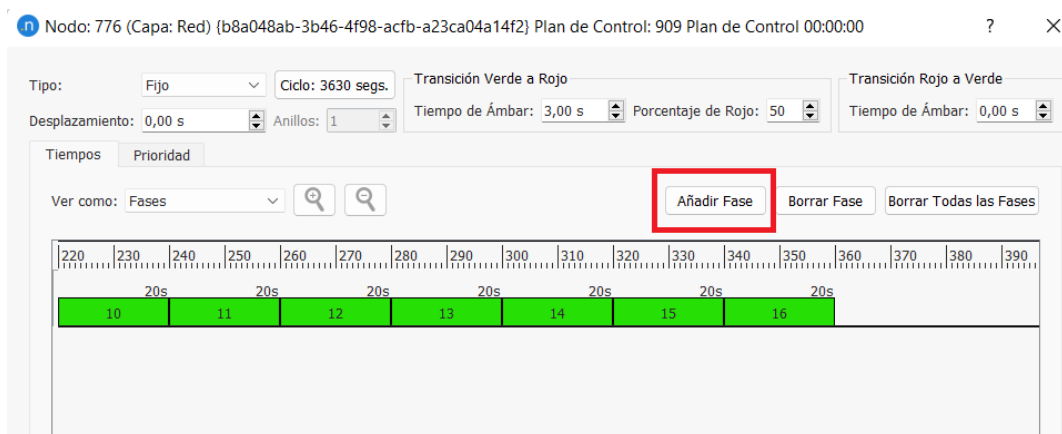 .n Nodo: 776 (Capa: Red) {b8a048ab-3b46-4f98-acfb-a23ca04a14f2} Plan de Control: 909 Plan de Control 00:00:00 ? ×
Tipo: Fijo Ciclo: 3630 segs. Transición Verde a Rojo Transición Rojo a Verde
Desplazamiento: 0,00 s Anillos: 1 Tiempo de Ámbar: 3,00 s Porcentaje de Rojo: 50 Tiempo de Ámbar: 0,00 s
Tiempos Prioridad
Ver como: Fases Añadir Fase Borrar Fase Borrar Todas las Fases
220 230 240 250 260 270 280 290 300 310 320 330 340 350 360 370 380 390
20s 20s 20s 20s 20s 20s 20s
10 11 12 13 14 15 16